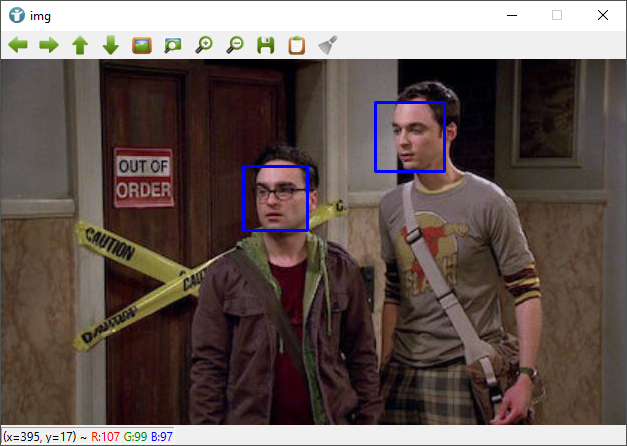 img
OUT OF
ORDER
CAUTION
CAUTION
(x=395, y=17) ~ R:107 G:99 B:97